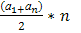 (a₁+aₙ)/2 * n